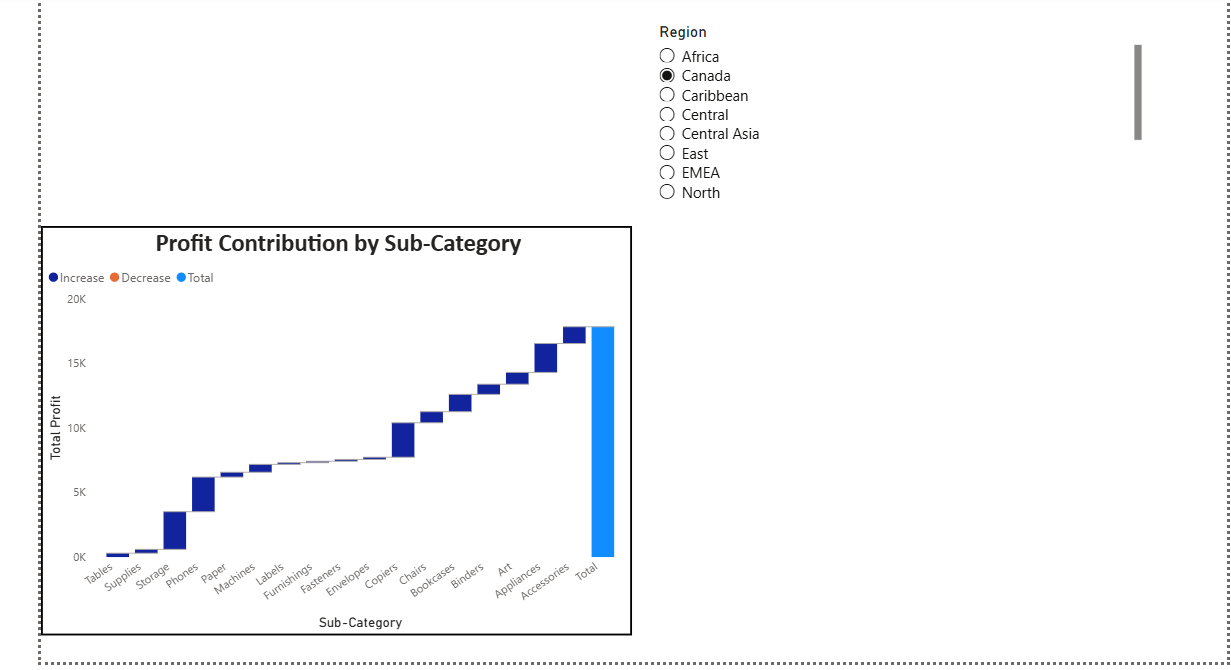 Region
Africa
Canada
Caribbean
Central
Central Asia
East
EMEA
North
Profit Contribution by Sub-Category
Increase Decrease Total
20K
15K
10K
5K
0K
Total Profit
Tables Supplies Storage Phones Paper Machines Labels Furnishings Fasteners Envelopes Copiers Chairs Bookcases Binders Art Appliances Accessories Total
Sub-Category